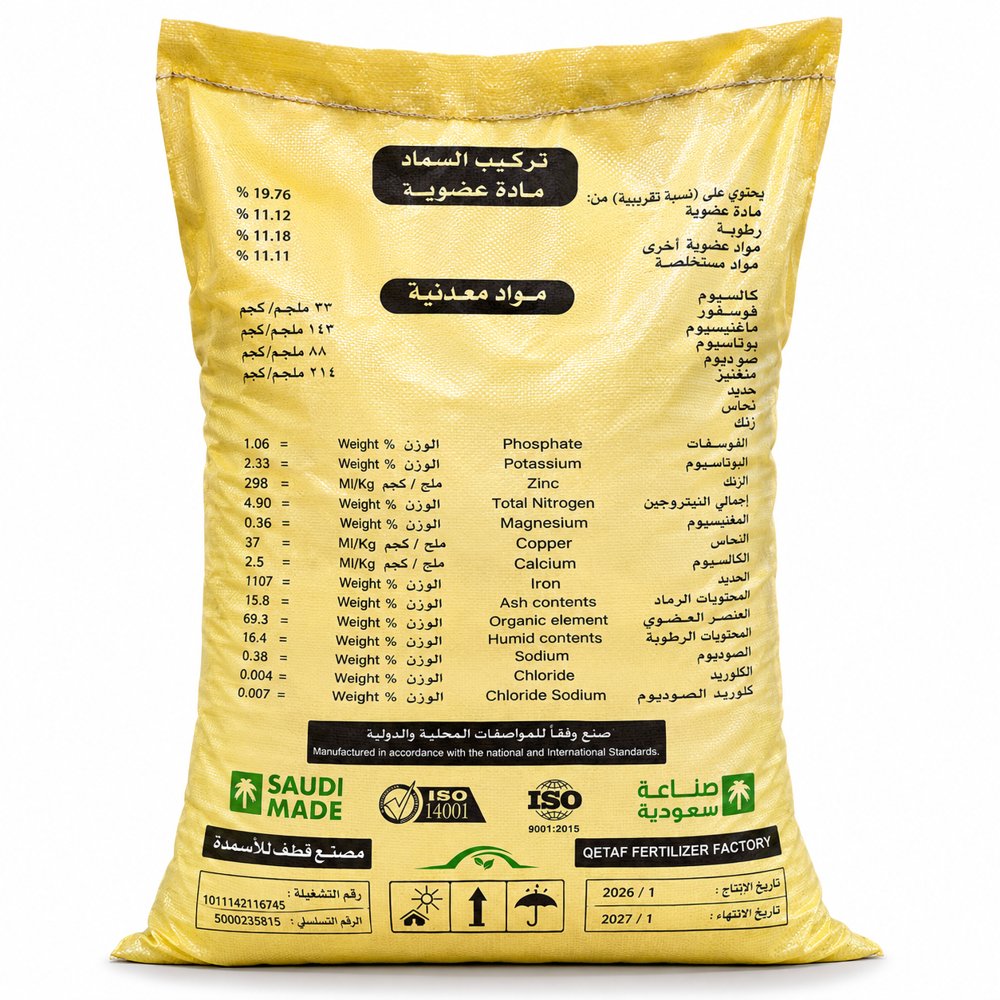 تركيب السماد
مادة عضوية
يحتوي على (نسبة تقريبية) من:
مادة عضوية % 19.76
رطوبة % 11.12
مواد عضوية أخرى % 11.18
مواد مستخلصة % 11.11
مواد معدنية
كالسيوم ٣٣ ملجم/كجم
فوسفور
ماغنيسيوم ١٤٣ ملجم/كجم
بوتاسيوم
صوديوم ٨٨ ملجم/كجم
منغنيز ٢١٤ ملجم/كجم
حديد
نحاس
زنك
الفوسفات Phosphate الوزن % Weight = 1.06
البوتاسيوم Potassium الوزن % Weight = 2.33
الزنك Zinc ملج / كجم Ml/Kg = 298
إجمالي النيتروجين Total Nitrogen الوزن % Weight = 4.90
المغنيسيوم Magnesium الوزن % Weight = 0.36
النحاس Copper ملج / كجم Ml/Kg = 37
الكالسيوم Calcium ملج / كجم Ml/Kg = 2.5
الحديد Iron الوزن % Weight = 1107
المحتويات الرماد Ash contents الوزن % Weight = 15.8
العنصر العضوي Organic element الوزن % Weight = 69.3
المحتويات الرطوبة Humid contents الوزن % Weight = 16.4
الصوديوم Sodium الوزن % Weight = 0.38
الكلوريد Chloride الوزن % Weight = 0.004
كلوريد الصوديوم Chloride Sodium الوزن % Weight = 0.007
صنع وفقاً للمواصفات المحلية والدولية
Manufactured in accordance with the national and International Standards.
SAUDI
MADE
ISO
14001
ISO
9001:2015
صناعة
سعودية
مصنع قطف للأسمدة
QETAF FERTILIZER FACTORY
رقم التشغيلة : 1011142116745
الرقم التسلسلي : 5000235815
تاريخ الإنتاج : 2026 / 1
تاريخ الانتهاء : 2027 / 1